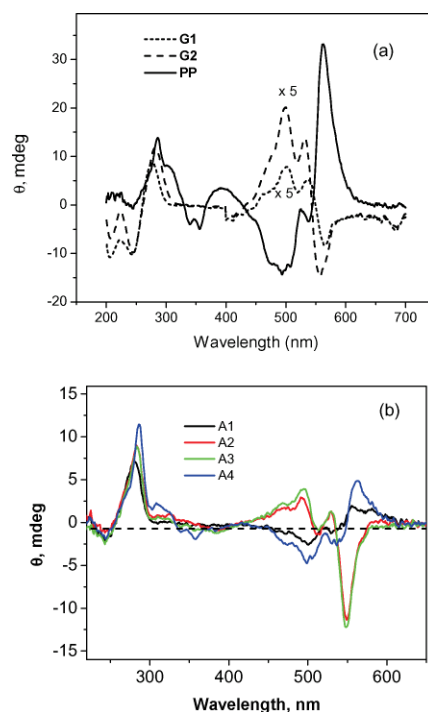 (a)
G1
G2
PP
x 5
x 5
θ, mdeg
30
20
10
0
-10
-20
200 300 400 500 600 700
Wavelength (nm)
(b)
A1
A2
A3
A4
θ, mdeg
15
10
5
0
-5
-10
-15
300 400 500 600
Wavelength, nm